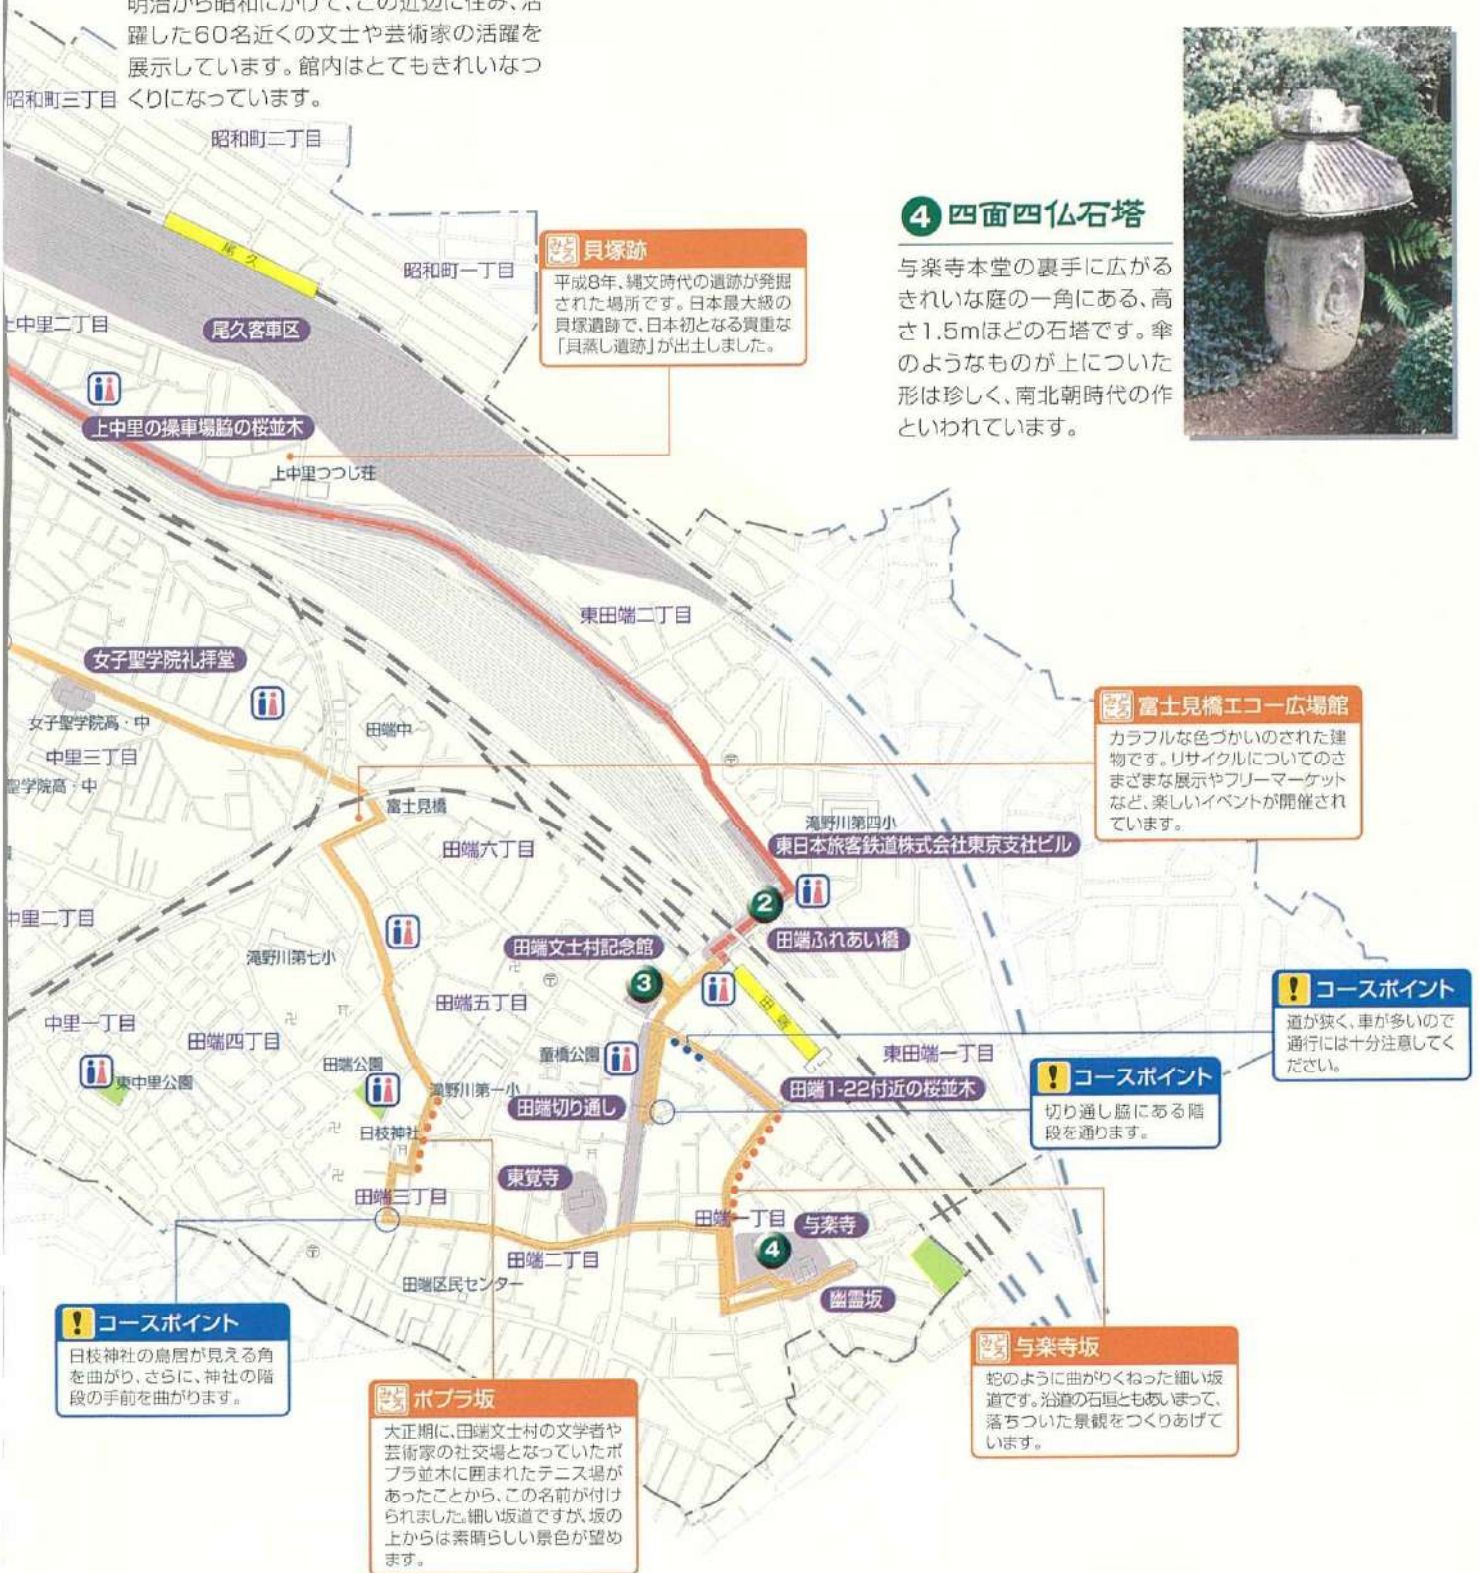 躍した60名近くの文士や芸術家の活躍を
展示しています。館内はとてもきれいなつ
くりになっています。
昭和町三丁目
昭和町二丁目
尾久
昭和町一丁目
上中里二丁目
尾久客車区
みどころ 貝塚跡
平成8年、縄文時代の遺跡が発掘
された場所です。日本最大級の
貝塚遺跡で、日本初となる貴重な
「貝蒸し遺跡」が出土しました。
4 四面四仏石塔
与楽寺本堂の裏手に広がる
きれいな庭の一角にある、高
さ1.5mほどの石塔です。傘
のようなものが上についた
形は珍しく、南北朝時代の作
といわれています。
上中里の操車場脇の桜並木
上中里つつじ荘
東田端二丁目
女子聖学院礼拝堂
女子聖学院高・中
中里三丁目
聖学院高・中
田端中
富士見橋
田端六丁目
みどころ 富士見橋エコー広場館
カラフルな色づかいのされた建
物です。リサイクルについてのさ
まざまな展示やフリーマーケット
など、楽しいイベントが開催され
ています。
滝野川第四小
東日本旅客鉄道株式会社東京支社ビル
2
田端ふれあい橋
中里二丁目
滝野川第七小
田端文士村記念館
3
田端五丁目
田端
中里一丁目
田端四丁目
東中里公園
田端公園
滝野川第一小
童橋公園
東田端一丁目
田端切り通し
田端1-22付近の桜並木
! コースポイント
道が狭く、車が多いので
通行には十分注意してく
ださい。
! コースポイント
切り通し脇にある階
段を通ります。
日枝神社
東覚寺
田端三丁目
田端一丁目
与楽寺
4
田端二丁目
田端区民センター
幽霊坂
! コースポイント
日枝神社の鳥居が見える角
を曲がり、さらに、神社の階
段の手前を曲がります。
みどころ ポプラ坂
大正期に、田端文士村の文学者や
芸術家の社交場となっていたポ
プラ並木に囲まれたテニス場が
あったことから、この名前が付け
られました。細い坂道ですが、坂の
上からは素晴らしい景色が望め
ます。
みどころ 与楽寺坂
蛇のように曲がりくねった細い坂
道です。沿道の石垣ともあいまって、
落ちついた景観をつくりあげて
います。